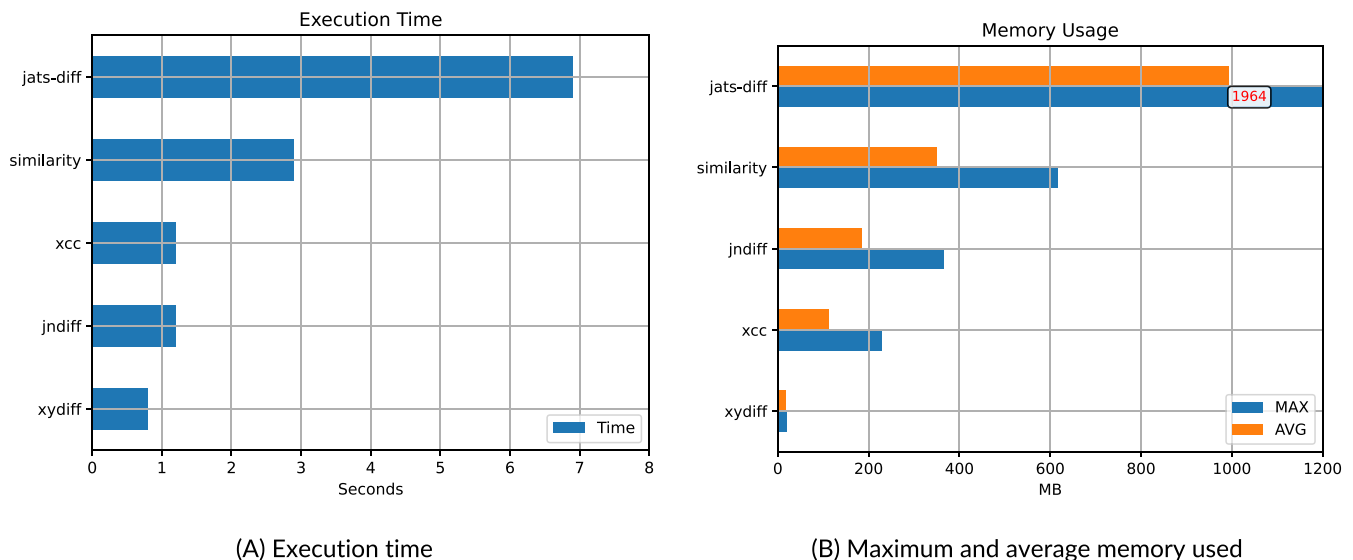 Execution Time
jats-diff
similarity
xcc
jndiff
xydiff
Time
0 1 2 3 4 5 6 7 8
Seconds
(A) Execution time
Memory Usage
jats-diff
1964
similarity
jndiff
xcc
xydiff
MAX
AVG
0 200 400 600 800 1000 1200
MB
(B) Maximum and average memory used